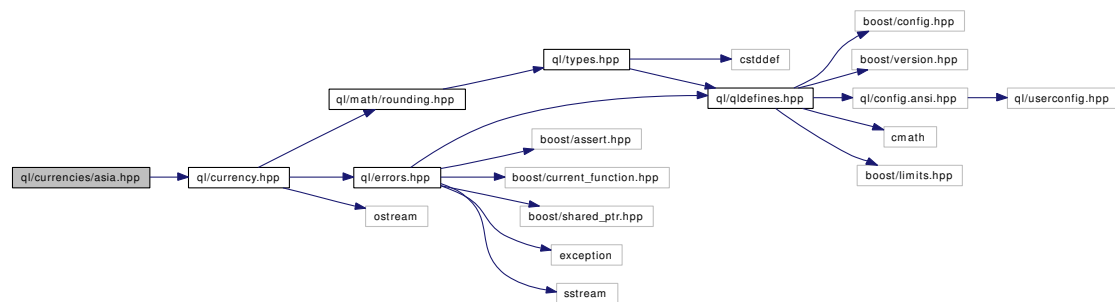 boost/config.hpp
ql/types.hpp
cstddef
boost/version.hpp
ql/math/rounding.hpp
ql/qldefines.hpp
ql/config.ansi.hpp
ql/userconfig.hpp
boost/assert.hpp
cmath
ql/currencies/asia.hpp
ql/currency.hpp
ql/errors.hpp
boost/current_function.hpp
boost/limits.hpp
ostream
boost/shared_ptr.hpp
exception
sstream